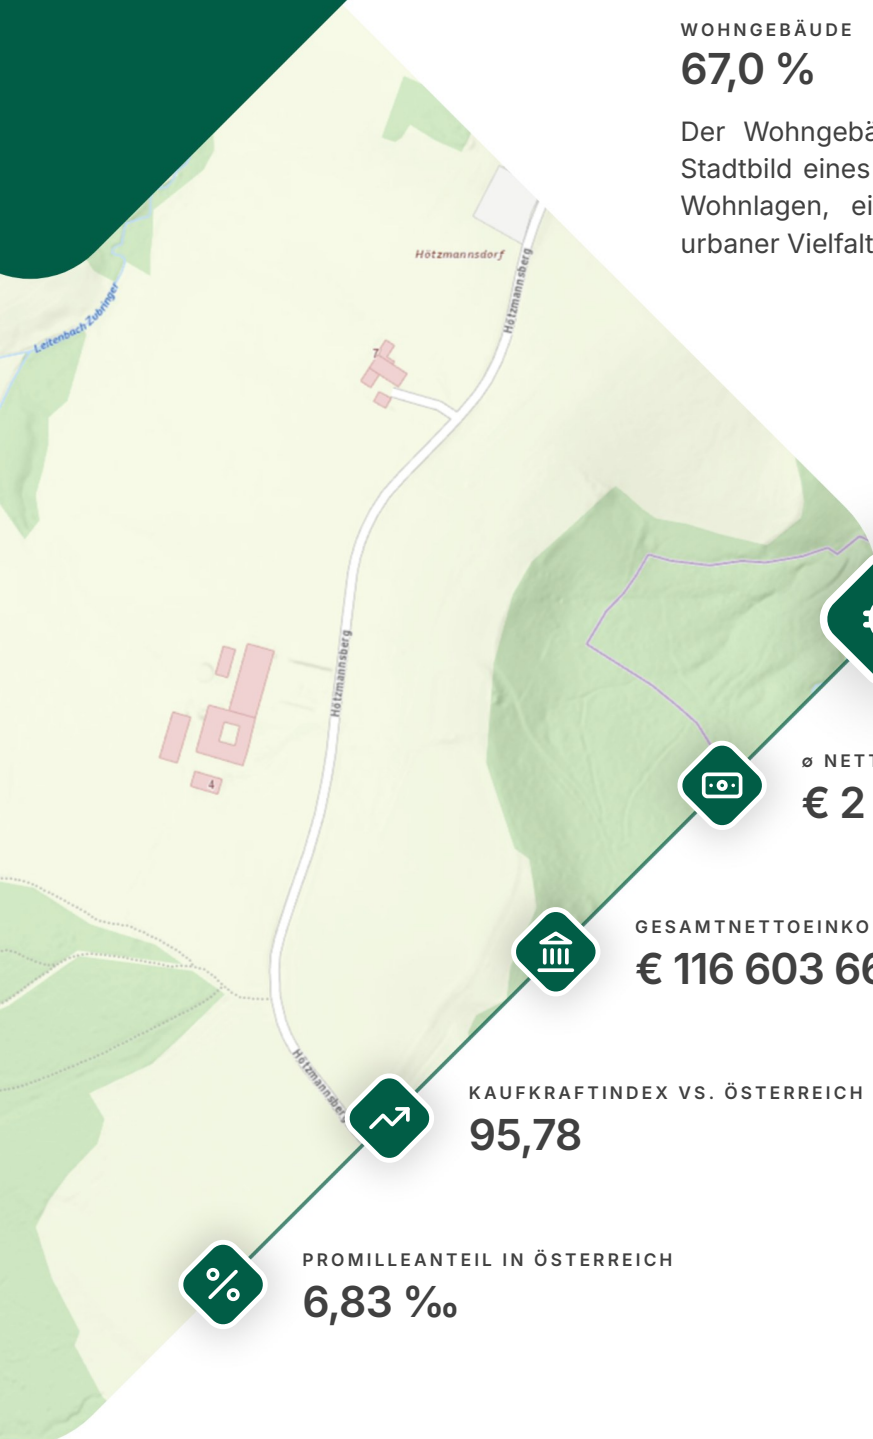 WOHNGEBÄUDE
67,0 %
Der Wohngebä
Stadtbild eines
Wohnlagen, ei
urbaner Vielfalt
Hötzmannsdorf
Hötzmannsberg
Leitenbach Zubringer
7
Hötzmannsberg
4
ø NETT
€ 2
GESAMTNETTOEINKO
€ 116 603 66
Hötzmannsberg
KAUFKRAFTINDEX VS. ÖSTERREICH
95,78
PROMILLEANTEIL IN ÖSTERREICH
6,83 ‰